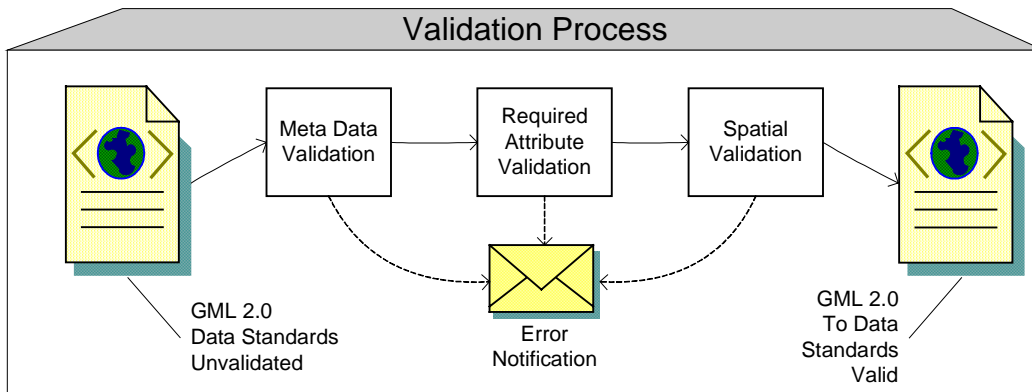 Validation Process
Meta Data
Validation
Required
Attribute
Validation
Spatial
Validation
GML 2.0
Data Standards
Unvalidated
Error
Notification
GML 2.0
To Data
Standards
Valid